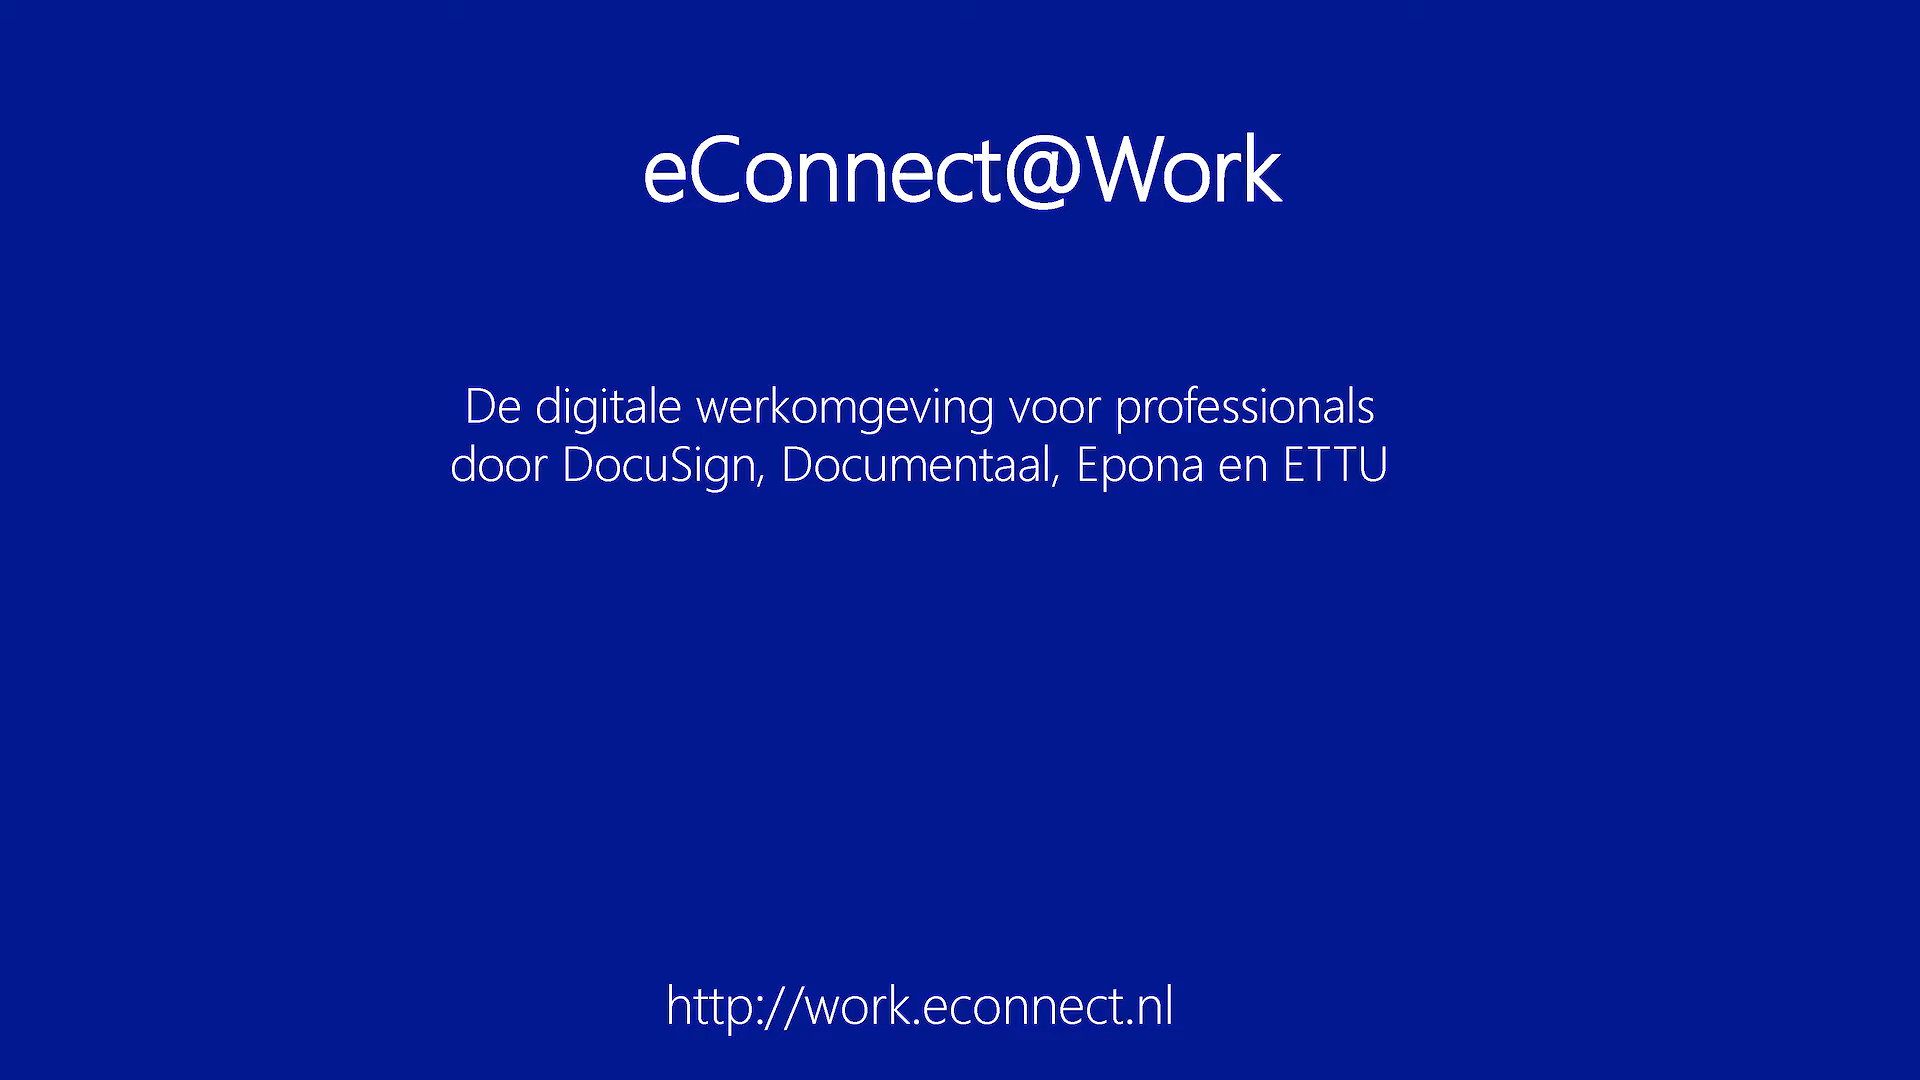 eConnect@Work
De digitale werkomgeving voor professionals
door DocuSign, Documentaal, Epona en ETTU
http://work.econnect.nl